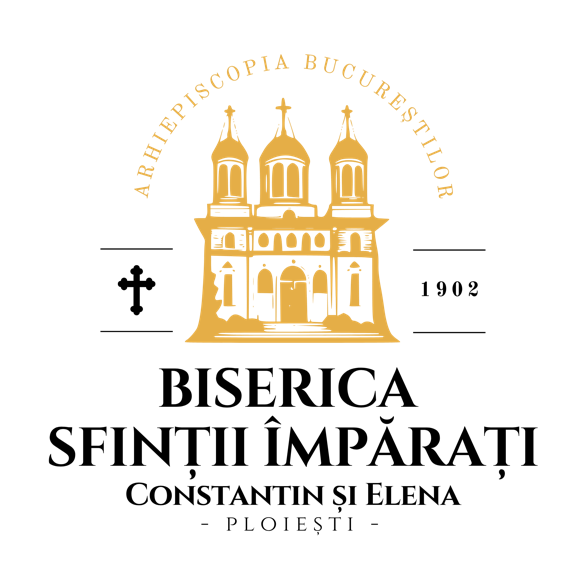 ARHIEPISCOPIA BUCUREȘTILOR
1902
BISERICA
SFINȚII ÎMPĂRAȚI
CONSTANTIN ȘI ELENA
- PLOIEȘTI -